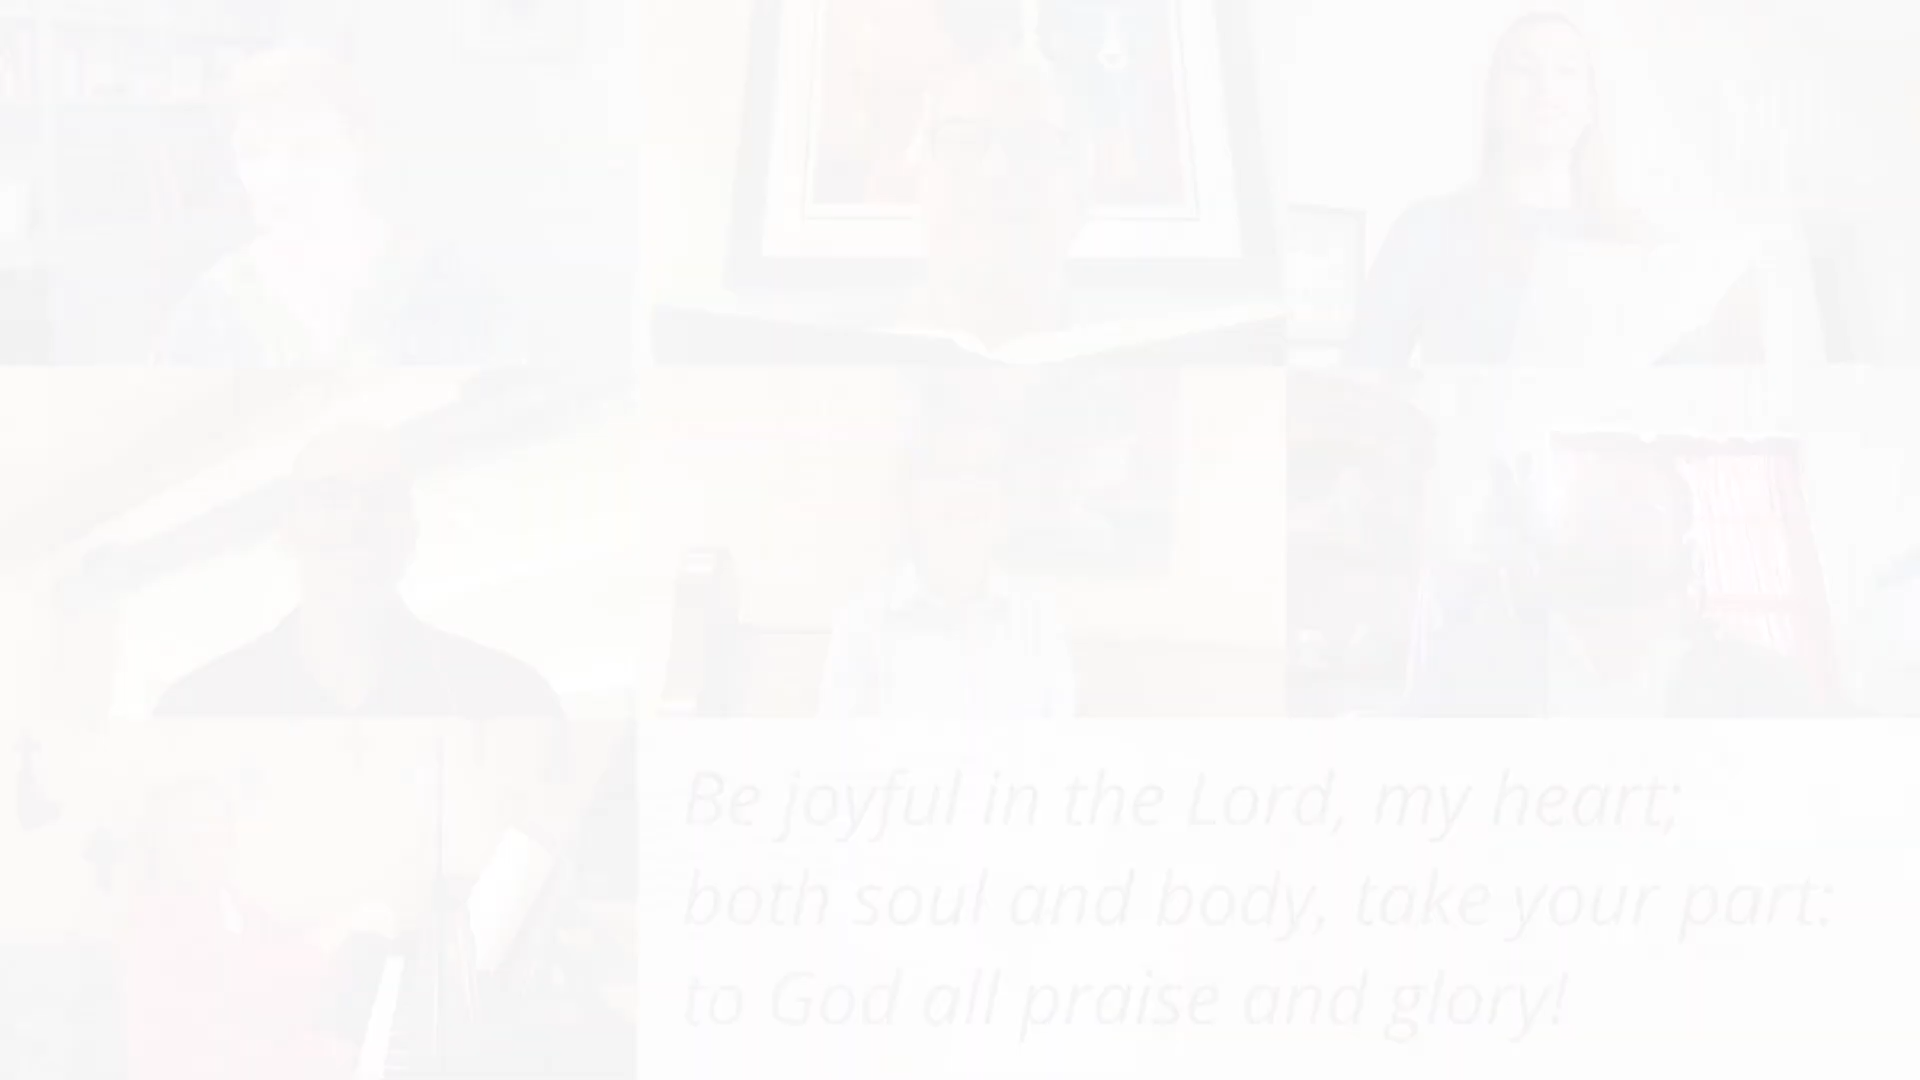 Be joyful in the Lord, my heart;
both soul and body, take your part:
to God all praise and glory!